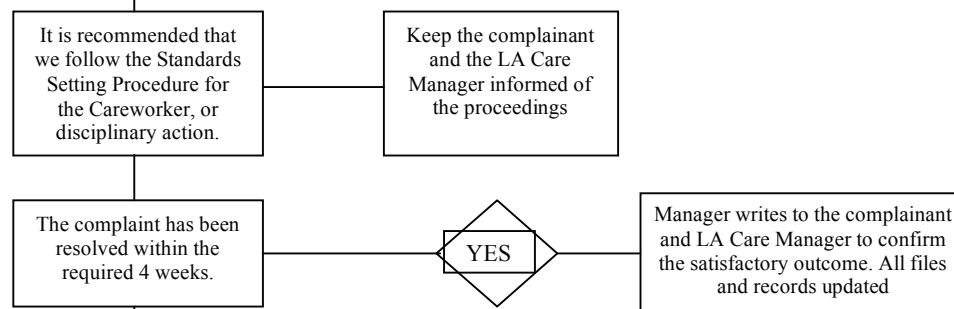 It is recommended that
we follow the Standards
Setting Procedure for
the Careworker, or
disciplinary action.
Keep the complainant
and the LA Care
Manager informed of
the proceedings
The complaint has been
resolved within the
required 4 weeks.
YES
Manager writes to the complainant
and LA Care Manager to confirm
the satisfactory outcome. All files
and records updated